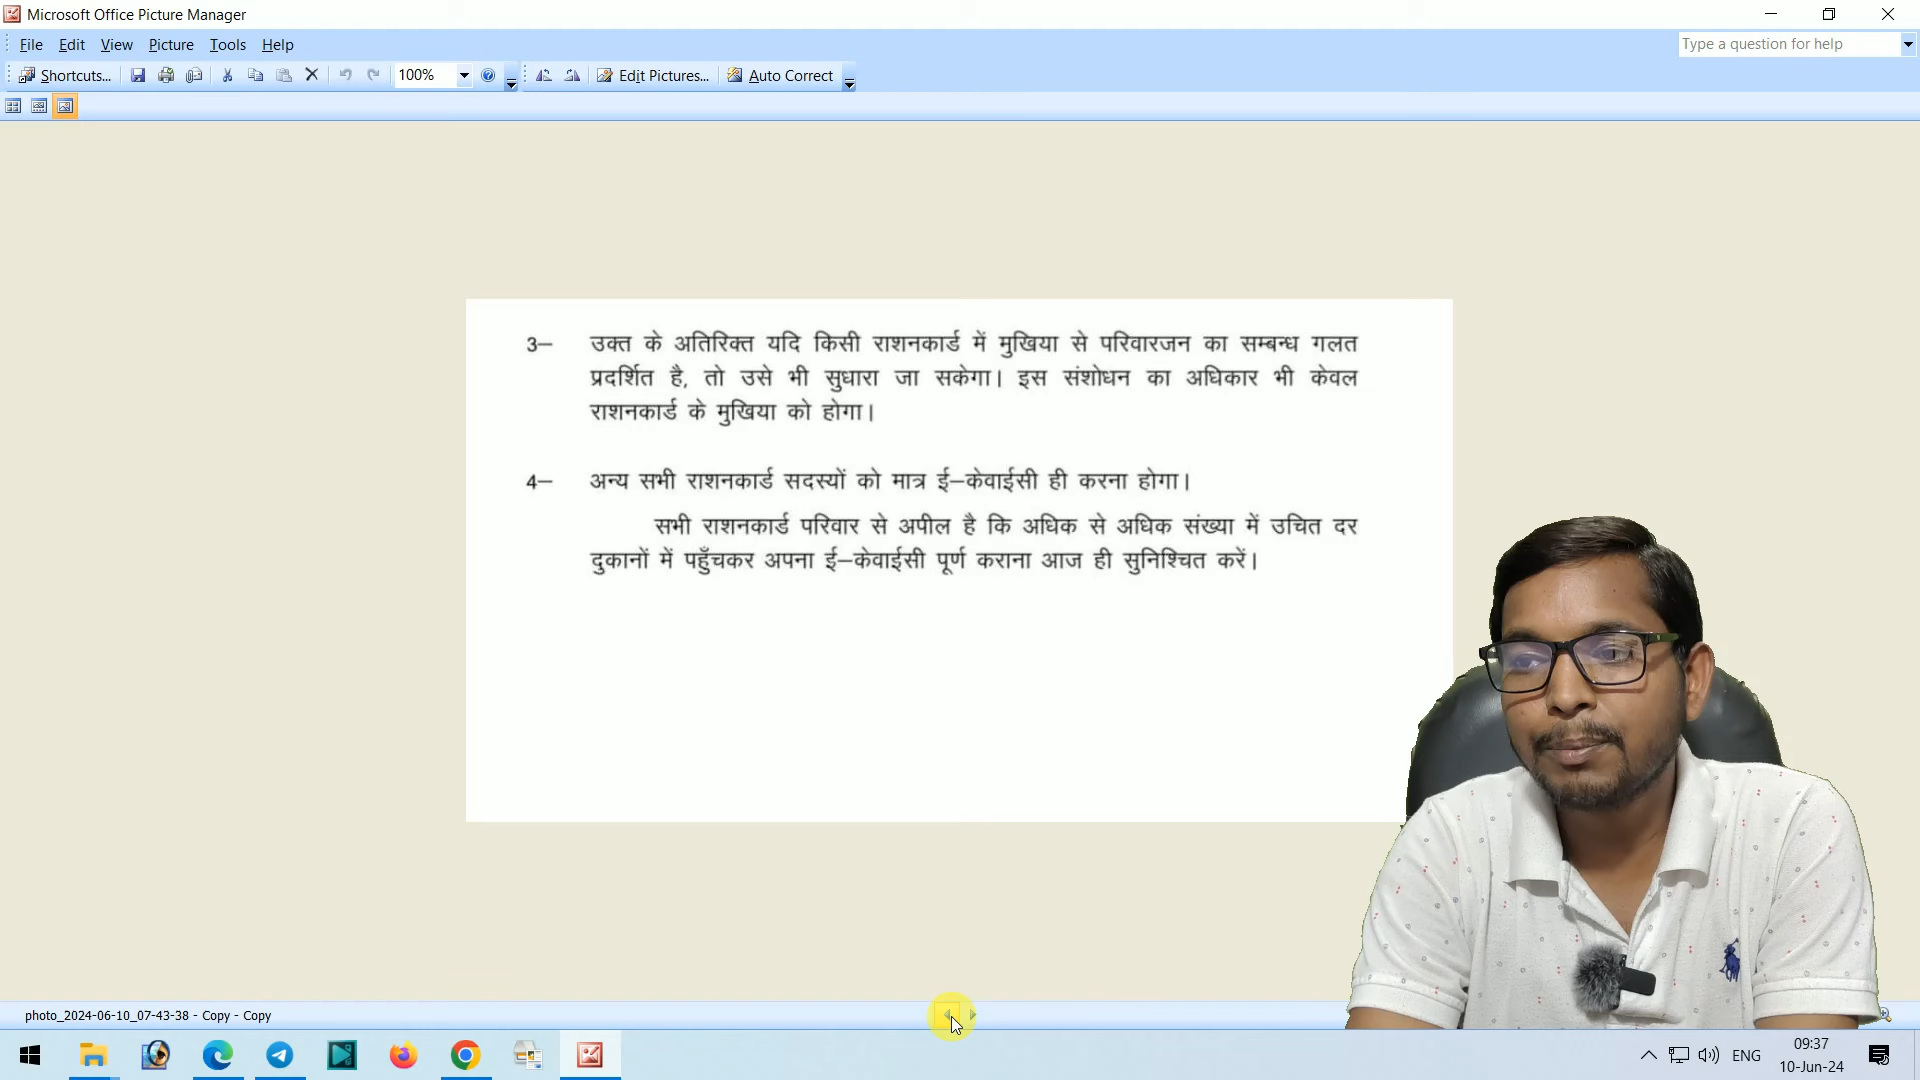 Microsoft Office Picture Manager
File Edit View Picture Tools Help
Type a question for help
Shortcuts... 100% Edit Pictures... Auto Correct
3– उक्त के अतिरिक्त यदि किसी राशनकार्ड में मुखिया से परिवारजन का सम्बन्ध गलत
प्रदर्शित है, तो उसे भी सुधारा जा सकेगा। इस संशोधन का अधिकार भी केवल
राशनकार्ड के मुखिया को होगा।
4– अन्य सभी राशनकार्ड सदस्यों को मात्र ई–केवाईसी ही करना होगा।
सभी राशनकार्ड परिवार से अपील है कि अधिक से अधिक संख्या में उचित दर
दुकानों में पहुँचकर अपना ई–केवाईसी पूर्ण कराना आज ही सुनिश्चित करें।
photo_2024-06-10_07-43-38 - Copy - Copy
ENG
09:37
10-Jun-24